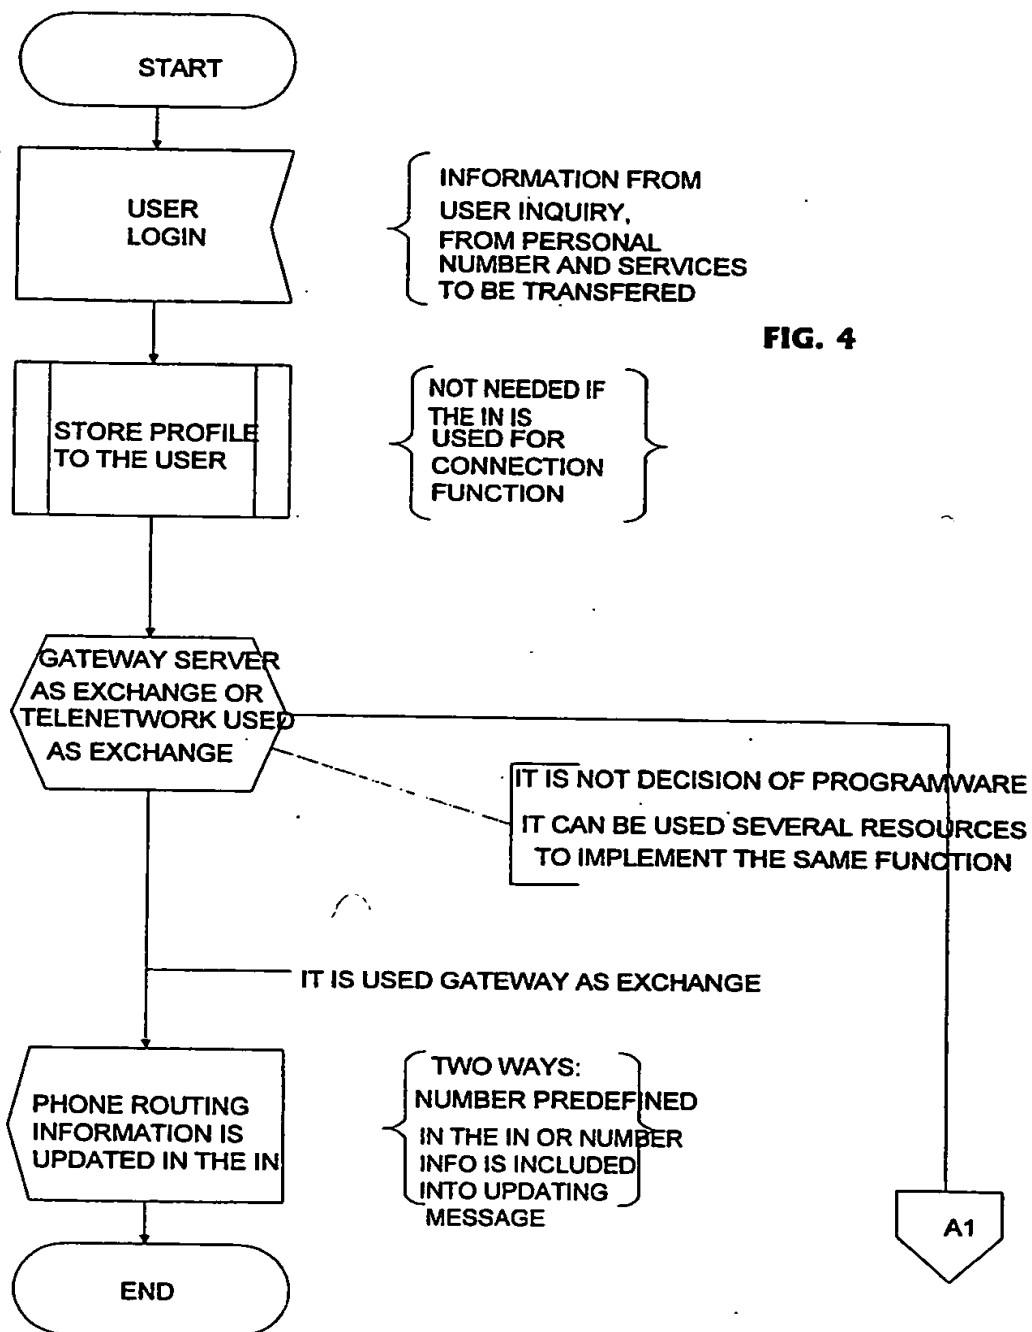 START
USER
LOGIN
INFORMATION FROM
USER INQUIRY,
FROM PERSONAL
NUMBER AND SERVICES
TO BE TRANSFERED
FIG. 4
STORE PROFILE
TO THE USER
NOT NEEDED IF
THE IN IS
USED FOR
CONNECTION
FUNCTION
GATEWAY SERVER
AS EXCHANGE OR
TELENETWORK USED
AS EXCHANGE
IT IS NOT DECISION OF PROGRAMWARE
IT CAN BE USED SEVERAL RESOURCES
TO IMPLEMENT THE SAME FUNCTION
IT IS USED GATEWAY AS EXCHANGE
PHONE ROUTING
INFORMATION IS
UPDATED IN THE IN
TWO WAYS:
NUMBER PREDEFINED
IN THE IN OR NUMBER
INFO IS INCLUDED
INTO UPDATING
MESSAGE
A1
END